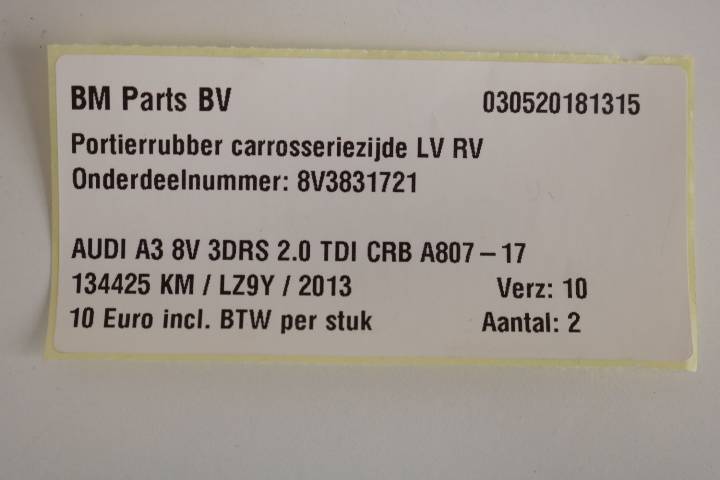 BM Parts BV 030520181315
Portierrubber carrosseriezijde LV RV
Onderdeelnummer: 8V3831721
AUDI A3 8V 3DRS 2.0 TDI CRB A807 – 17
134425 KM / LZ9Y / 2013 Verz: 10
10 Euro incl. BTW per stuk Aantal: 2